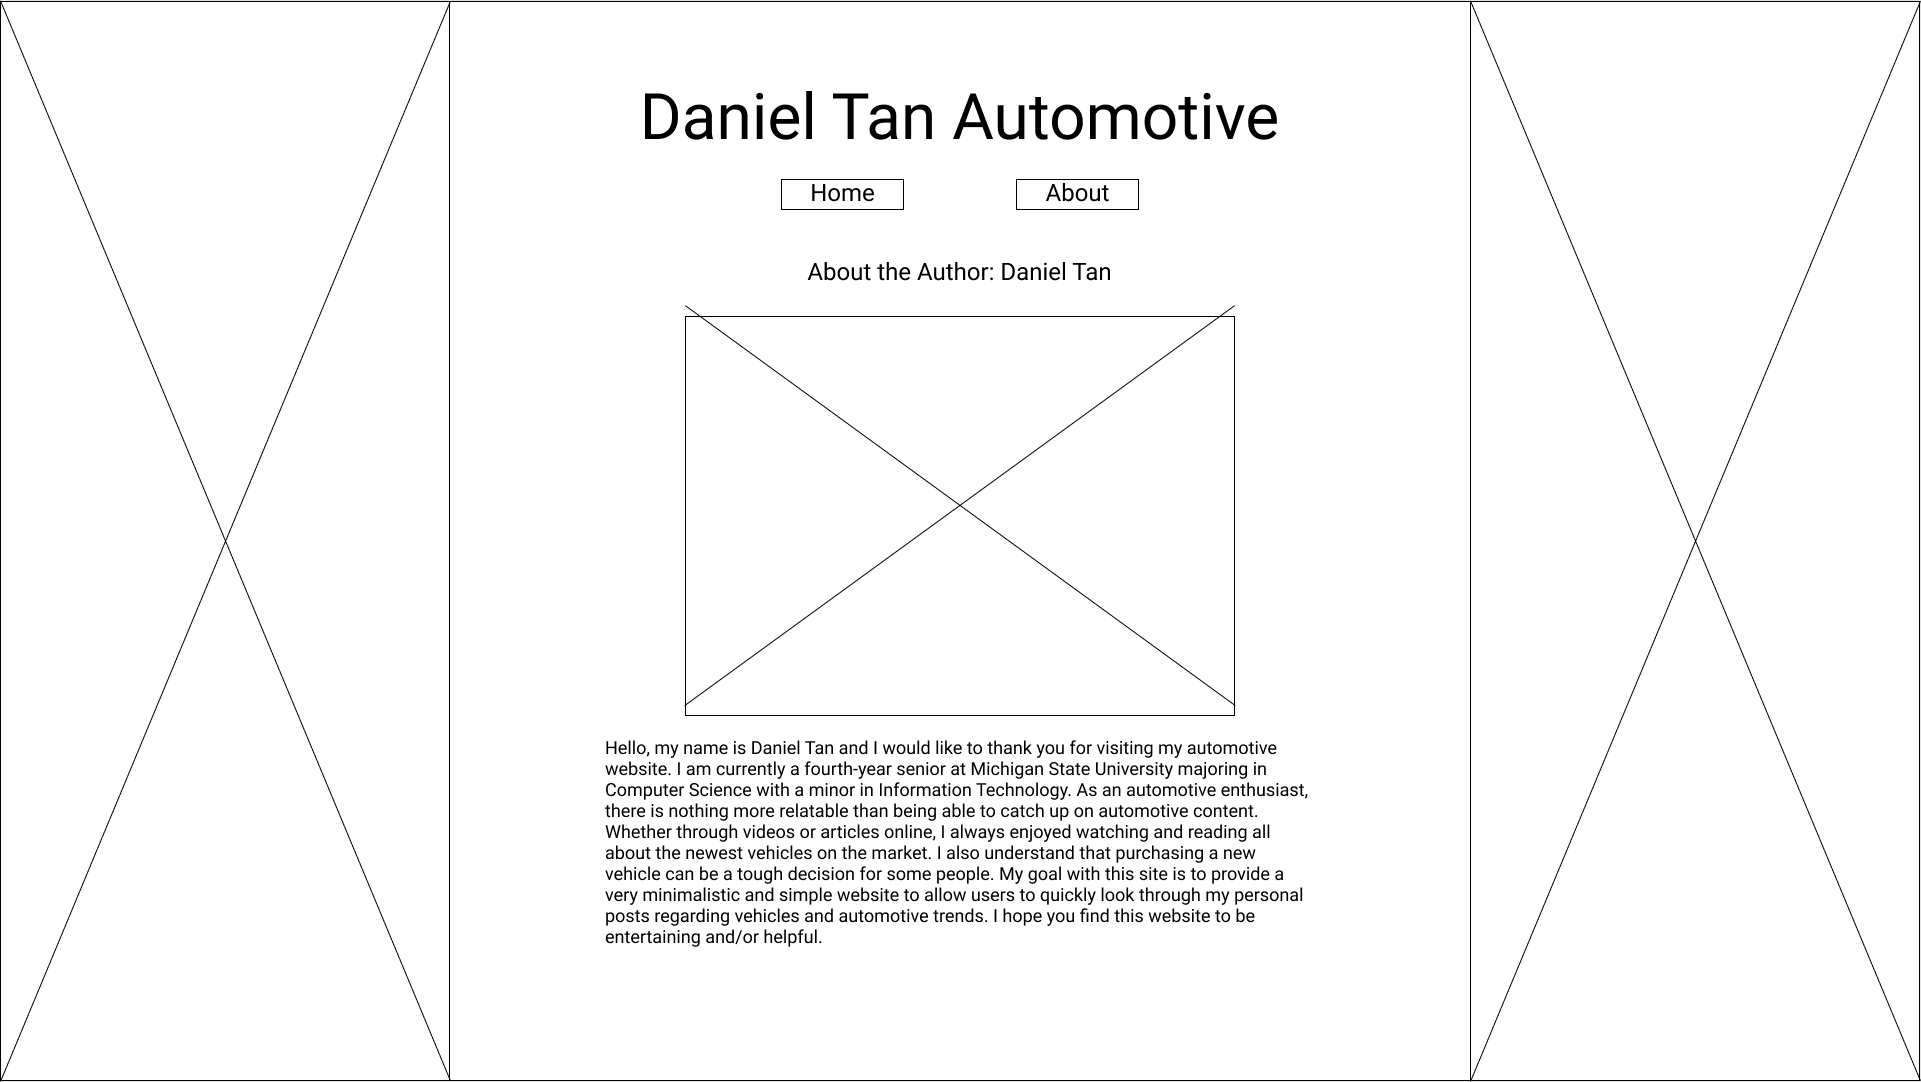 Daniel Tan Automotive
Home
About
About the Author: Daniel Tan
Hello, my name is Daniel Tan and I would like to thank you for visiting my automotive
website. I am currently a fourth-year senior at Michigan State University majoring in
Computer Science with a minor in Information Technology. As an automotive enthusiast,
there is nothing more relatable than being able to catch up on automotive content.
Whether through videos or articles online, I always enjoyed watching and reading all
about the newest vehicles on the market. I also understand that purchasing a new
vehicle can be a tough decision for some people. My goal with this site is to provide a
very minimalistic and simple website to allow users to quickly look through my personal
posts regarding vehicles and automotive trends. I hope you find this website to be
entertaining and/or helpful.